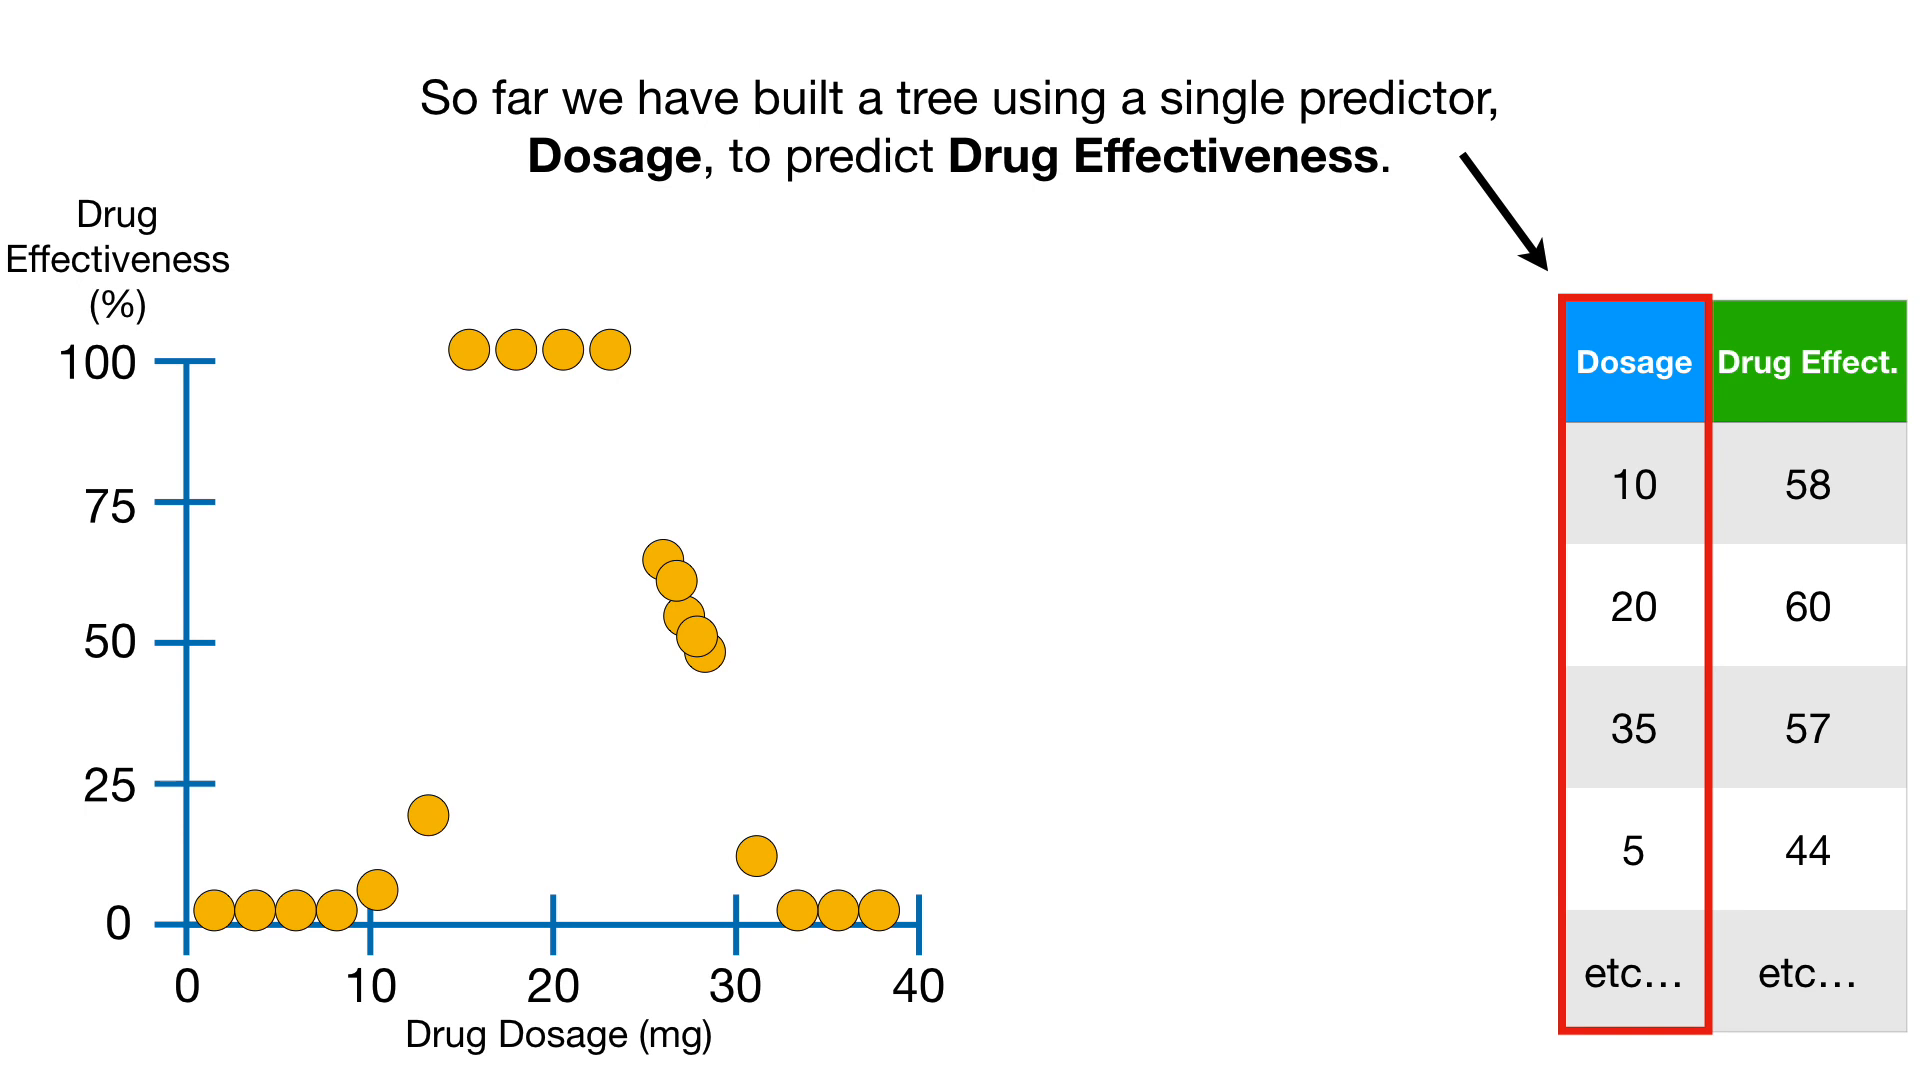 So far we have built a tree using a single predictor,
Dosage, to predict Drug Effectiveness.
Drug
Effectiveness
(%)
100
75
50
25
0
0 10 20 30 40
Drug Dosage (mg)
Dosage Drug Effect.
10 58
20 60
35 57
5 44
etc... etc...